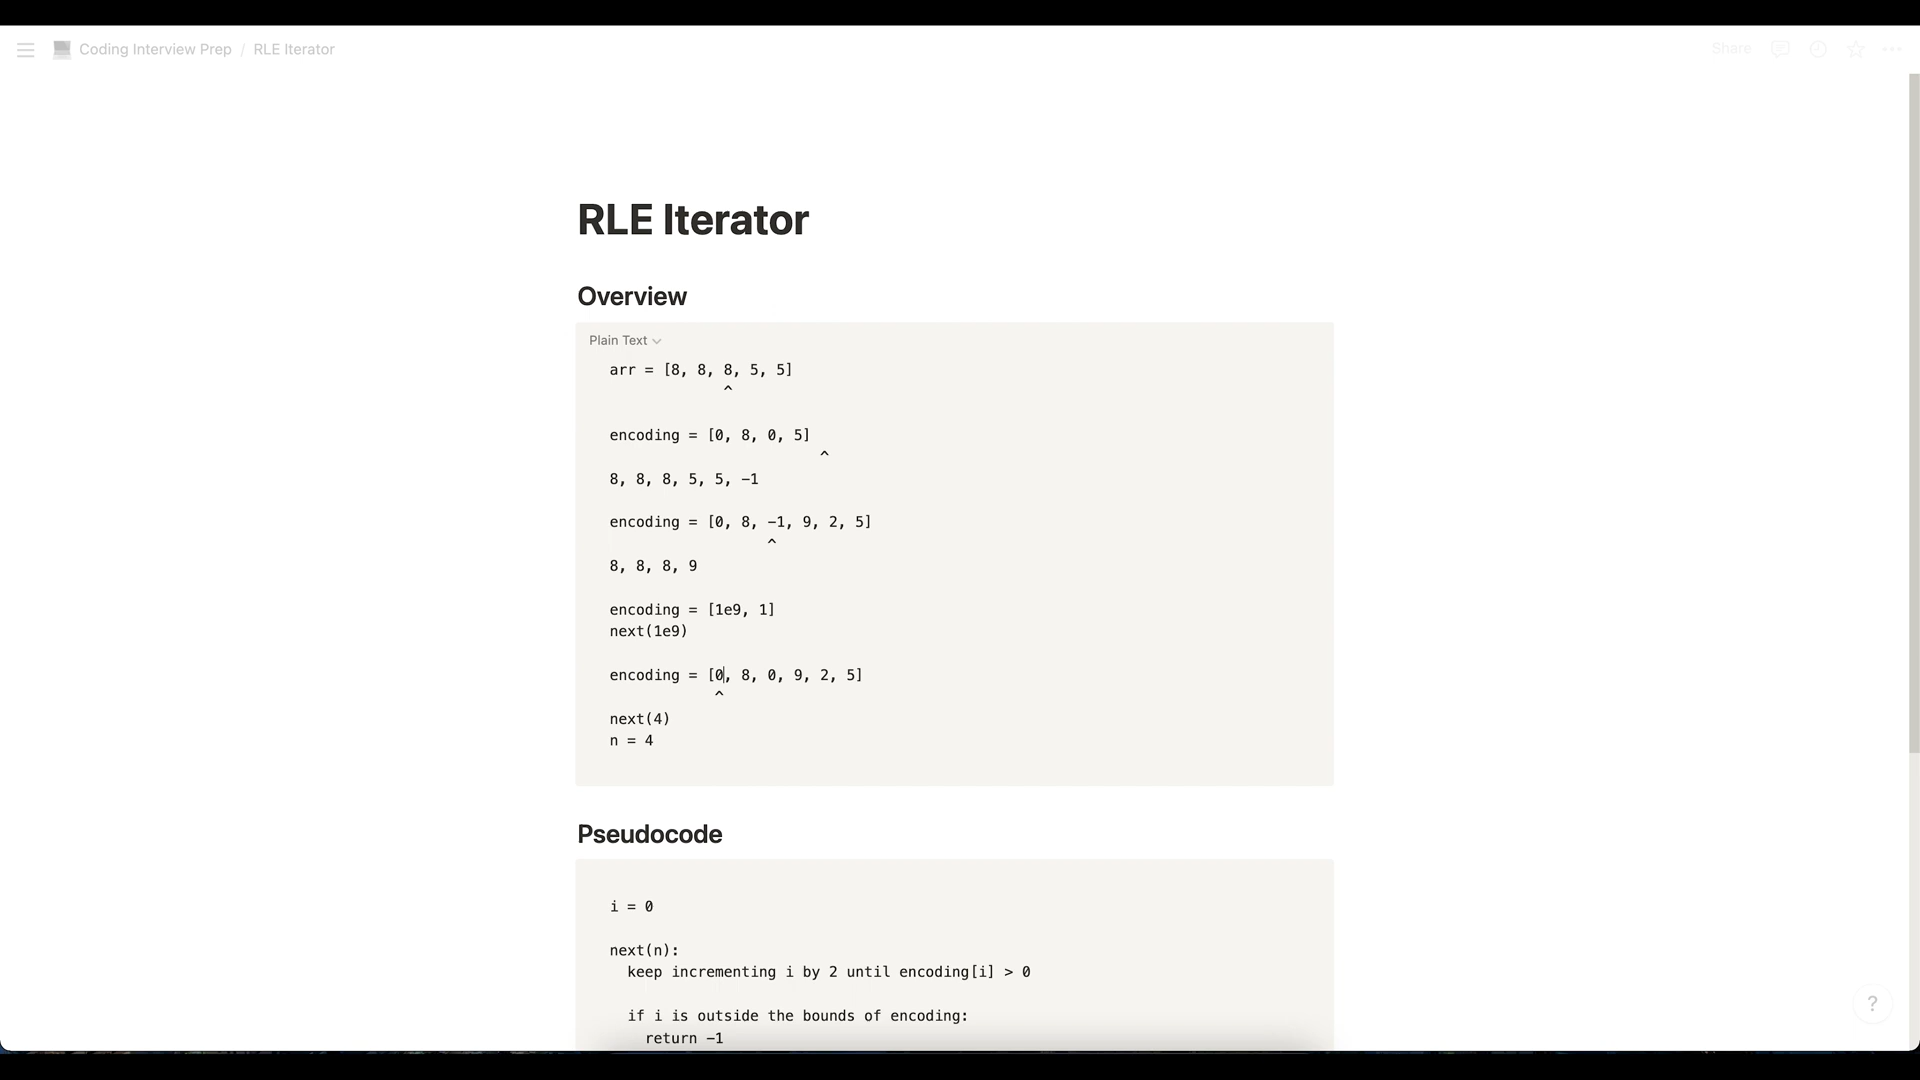 Coding Interview Prep / RLE Iterator
Share
RLE Iterator
Overview
Plain Text
arr = [8, 8, 8, 5, 5]
^
encoding = [0, 8, 0, 5]
^
8, 8, 8, 5, 5, -1
encoding = [0, 8, -1, 9, 2, 5]
^
8, 8, 8, 9
encoding = [1e9, 1]
next(1e9)
encoding = [0, 8, 0, 9, 2, 5]
^
next(4)
n = 4
Pseudocode
i = 0
next(n):
keep incrementing i by 2 until encoding[i] > 0
if i is outside the bounds of encoding:
return -1
?